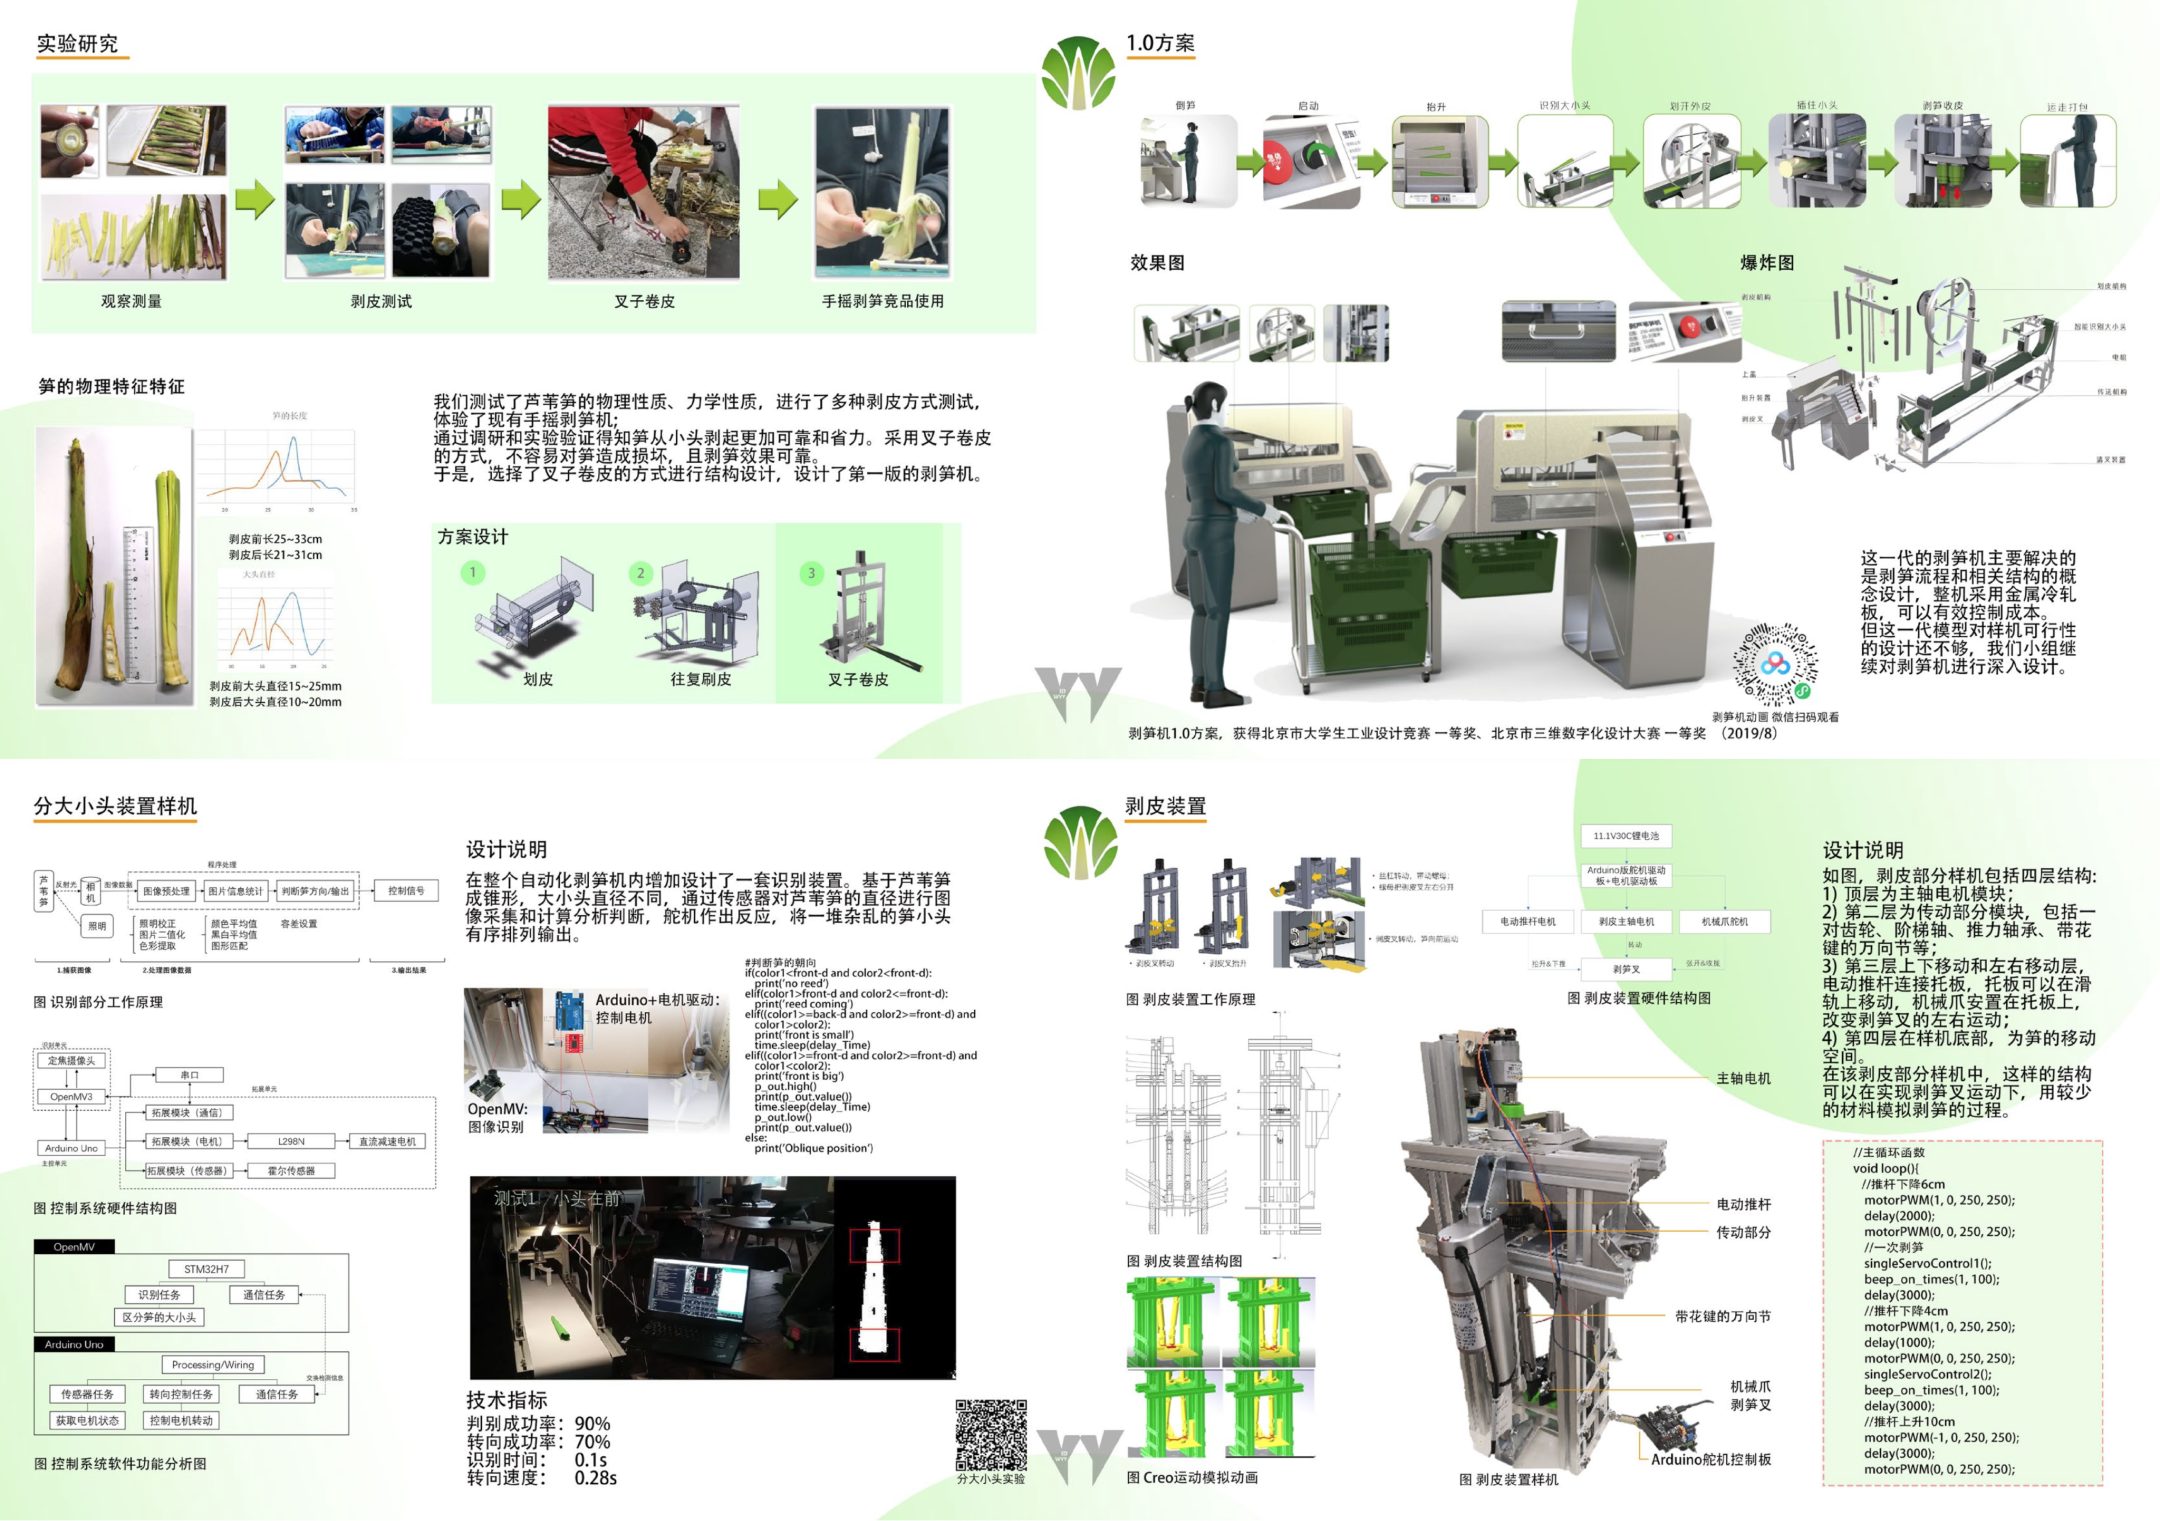 实验研究
观察测量
剥皮测试
叉子卷皮
手摇剥笋竞品使用
笋的物理特征特征
笋的长度
20 25 30 35
剥皮前长25~33cm
剥皮后长21~31cm
大头直径
剥皮前大头直径15~25mm
剥皮后大头直径10~20mm
我们测试了芦苇笋的物理性质、力学性质，进行了多种剥皮方式测试，
体验了现有手摇剥笋机；
通过调研和实验验证得知笋从小头剥起更加可靠和省力。采用叉子卷皮
的方式，不容易对笋造成损坏，且剥笋效果可靠。
于是，选择了叉子卷皮的方式进行结构设计，设计了第一版的剥笋机。
方案设计
1
2
3
划皮
往复刷皮
叉子卷皮
1.0方案
倒笋
启动
抬升
识别大小头
划开外皮
插住小头
剥笋收皮
运走打包
效果图
爆炸图
剥皮机构
上盖
抬升装置
剥皮叉
划皮机构
智能识别大小头
电机
传送机构
清叉装置
这一代的剥笋机主要解决的
是剥笋流程和相关结构的概
念设计，整机采用金属冷轧
板，可以有效控制成本。
但这一代模型对样机可行性
的设计还不够，我们小组继
续对剥笋机进行深入设计。
剥笋机动画 微信扫码观看
剥笋机1.0方案，获得北京市大学生工业设计竞赛 一等奖、北京市三维数字化设计大赛 一等奖 （2019/8）
分大小头装置样机
程序处理
芦苇笋
反射光
相机
图像数据
图像预处理
图片信息统计
判断笋方向/输出
控制信号
照明
照明校正
图片二值化
色彩提取
颜色平均值
黑白平均值
图形匹配
容差设置
1.捕获图像
2.处理图像数据
3.输出结果
图 识别部分工作原理
识别单元
定焦摄像头
OpenMV3
串口
拓展单元
拓展模块（通信）
Arduino Uno
主控单元
拓展模块（电机）
L298N
直流减速电机
拓展模块（传感器）
霍尔传感器
图 控制系统硬件结构图
OpenMV
STM32H7
识别任务
通信任务
区分笋的大小头
Arduino Uno
Processing/Wiring
交换检测信息
传感器任务
转向控制任务
通信任务
获取电机状态
控制电机转动
图 控制系统软件功能分析图
设计说明
在整个自动化剥笋机内增加设计了一套识别装置。基于芦苇笋
成锥形，大小头直径不同，通过传感器对芦苇笋的直径进行图
像采集和计算分析判断，舵机作出反应，将一堆杂乱的笋小头
有序排列输出。
Arduino+电机驱动：
控制电机
OpenMV:
图像识别
#判断笋的朝向
if(color1<front-d and color2<front-d):
print('no reed')
elif(color1>front-d and color2<=front-d):
print('reed coming')
elif((color1>=back-d and color2>=front-d) and
color1>color2):
print('front is small')
time.sleep(delay_Time)
elif((color1>=front-d and color2>=front-d) and
color1<color2):
print('front is big')
p_out.high()
print(p_out.value())
time.sleep(delay_Time)
p_out.low()
print(p_out.value())
else:
print('Oblique position')
测试1 小头在前
技术指标
判别成功率：90%
转向成功率：70%
识别时间： 0.1s
转向速度： 0.28s
分大小头实验
剥皮装置
• 丝杠转动，带动螺母；
• 螺母把剥皮叉左右分开
• 剥皮叉转动，笋向前运动
• 剥皮叉转动
• 剥皮叉抬升
图 剥皮装置工作原理
11.1V30C锂电池
Arduino版舵机驱动
板+电机驱动板
电动推杆电机
剥皮主轴电机
机械爪舵机
转动
抬升&下推
剥笋叉
张开&收拢
图 剥皮装置硬件结构图
图 剥皮装置结构图
图 Creo运动模拟动画
主轴电机
电动推杆
传动部分
带花键的万向节
机械爪
剥笋叉
Arduino舵机控制板
图 剥皮装置样机
设计说明
如图，剥皮部分样机包括四层结构：
1) 顶层为主轴电机模块；
2) 第二层为传动部分模块，包括一
对齿轮、阶梯轴、推力轴承、带花
键的万向节等；
3) 第三层上下移动和左右移动层，
电动推杆连接托板，托板可以在滑
轨上移动，机械爪安置在托板上，
改变剥笋叉的左右运动；
4) 第四层在样机底部，为笋的移动
空间。
在该剥皮部分样机中，这样的结构
可以在实现剥笋叉运动下，用较少
的材料模拟剥笋的过程。
//主循环函数
void loop(){
//推杆下降6cm
motorPWM(1, 0, 250, 250);
delay(2000);
motorPWM(0, 0, 250, 250);
//一次剥笋
singleServoControl1();
beep_on_times(1, 100);
delay(3000);
//推杆下降4cm
motorPWM(1, 0, 250, 250);
delay(1000);
motorPWM(0, 0, 250, 250);
singleServoControl2();
beep_on_times(1, 100);
delay(3000);
//推杆上升10cm
motorPWM(-1, 0, 250, 250);
delay(3000);
motorPWM(0, 0, 250, 250);